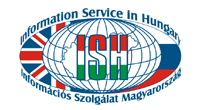 Information Service in Hungary
ISH
Információs Szolgálat Magyarország